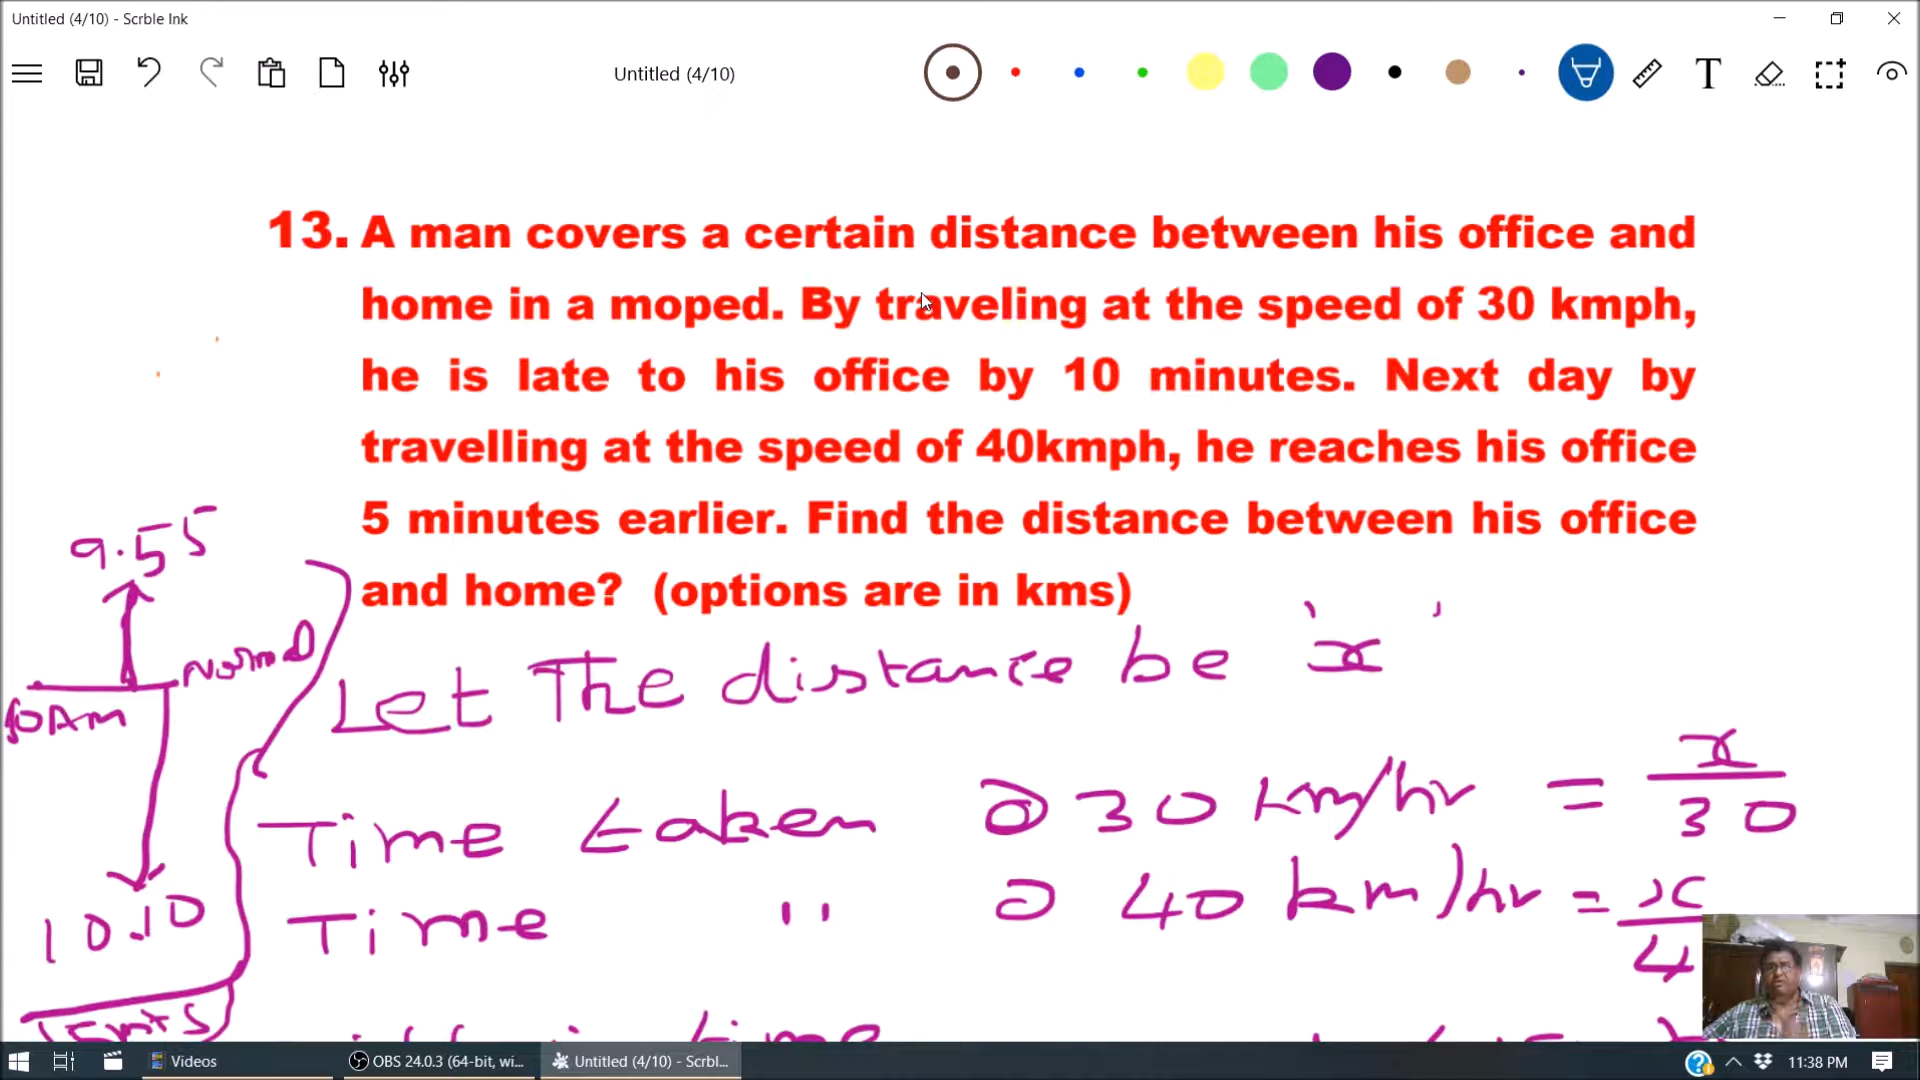 Untitled (4/10) - Scrble Ink
Untitled (4/10)
T
13. A man covers a certain distance between his office and
home in a moped. By traveling at the speed of 30 kmph,
he is late to his office by 10 minutes. Next day by
travelling at the speed of 40kmph, he reaches his office
5 minutes earlier. Find the distance between his office
and home? (options are in kms)
9.55
Normal
10AM
10.10
15mts
Let The distance be 'x'
Time taken @ 30 km/hr = x/30
Time " @ 40 km/hr = x/4
time
Videos
OBS 24.0.3 (64-bit, wi...
Untitled (4/10) - Scrbl...
11:38 PM